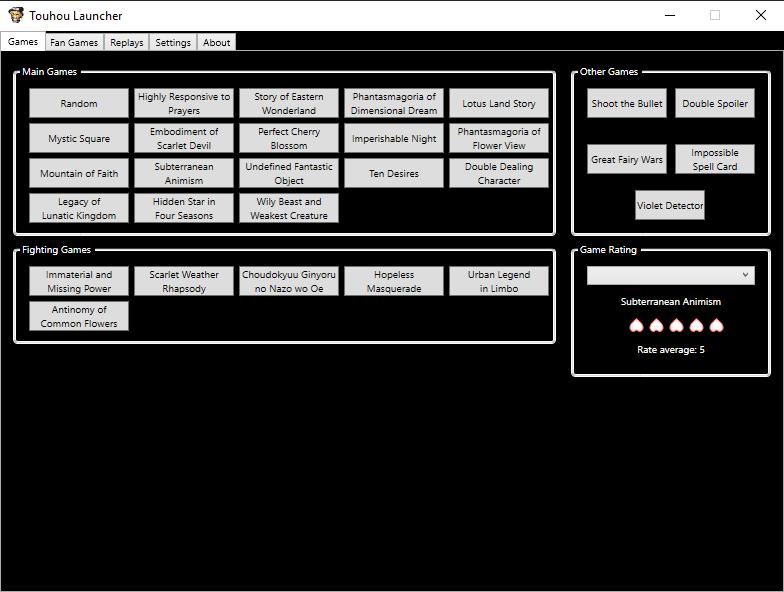 Touhou Launcher
Games
Fan Games
Replays
Settings
About
Main Games
Random
Highly Responsive to
Prayers
Story of Eastern
Wonderland
Phantasmagoria of
Dimensional Dream
Lotus Land Story
Mystic Square
Embodiment of
Scarlet Devil
Perfect Cherry
Blossom
Imperishable Night
Phantasmagoria of
Flower View
Mountain of Faith
Subterranean
Animism
Undefined Fantastic
Object
Ten Desires
Double Dealing
Character
Legacy of
Lunatic Kingdom
Hidden Star in
Four Seasons
Wily Beast and
Weakest Creature
Other Games
Shoot the Bullet
Double Spoiler
Great Fairy Wars
Impossible
Spell Card
Violet Detector
Fighting Games
Immaterial and
Missing Power
Scarlet Weather
Rhapsody
Choudokyuu Ginyoru
no Nazo wo Oe
Hopeless
Masquerade
Urban Legend
in Limbo
Antinomy of
Common Flowers
Game Rating
Subterranean Animism
Rate average: 5